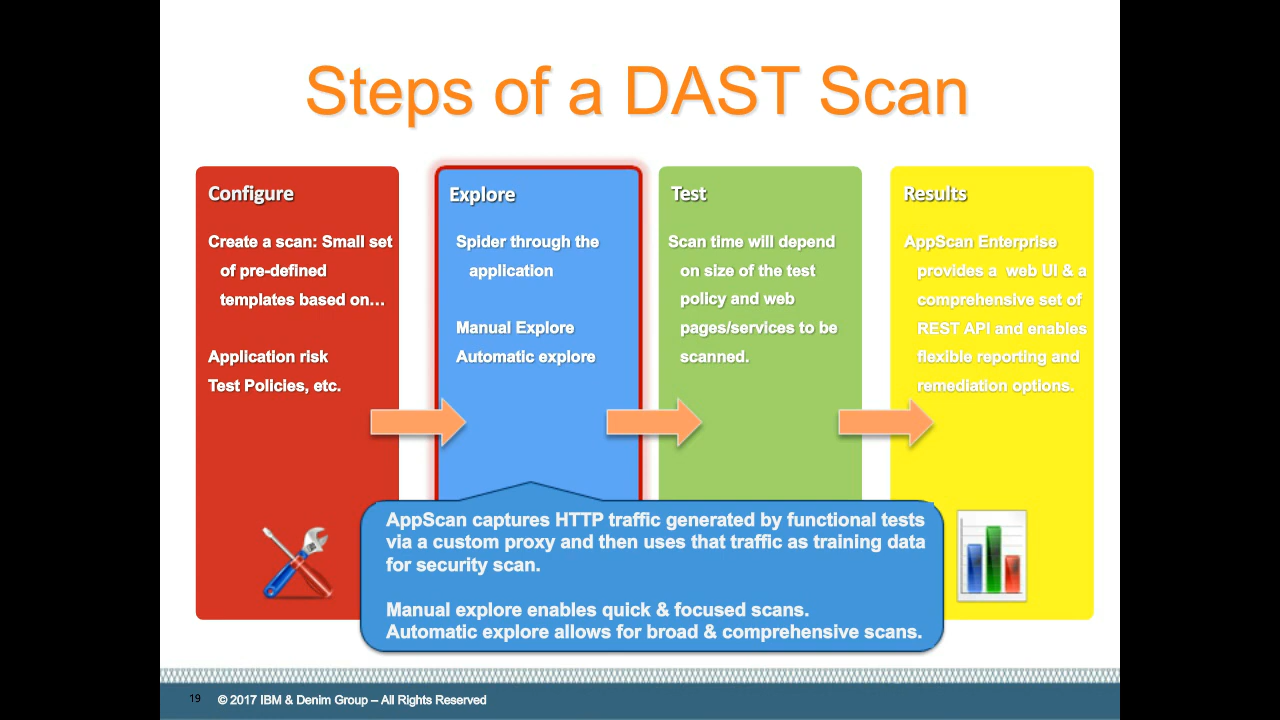 Steps of a DAST Scan
Configure
Create a scan: Small set
of pre-defined
templates based on...
Application risk
Test Policies, etc.
Explore
Spider through the
application
Manual Explore
Automatic explore
Test
Scan time will depend
on size of the test
policy and web
pages/services to be
scanned.
Results
AppScan Enterprise
provides a web UI & a
comprehensive set of
REST API and enables
flexible reporting and
remediation options.
AppScan captures HTTP traffic generated by functional tests
via a custom proxy and then uses that traffic as training data
for security scan.
Manual explore enables quick & focused scans.
Automatic explore allows for broad & comprehensive scans.
19 © 2017 IBM & Denim Group – All Rights Reserved